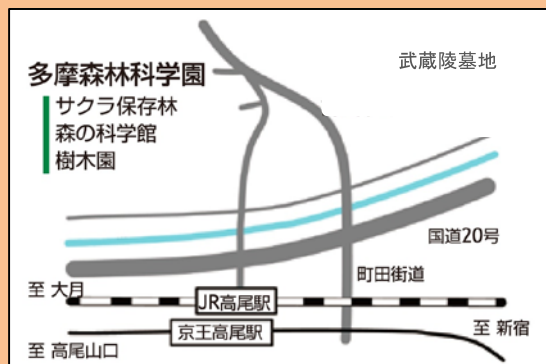 武蔵陵墓地
多摩森林科学園
サクラ保存林
森の科学館
樹木園
国道20号
町田街道
至 大月
JR高尾駅
至 新宿
京王高尾駅
至 高尾山口